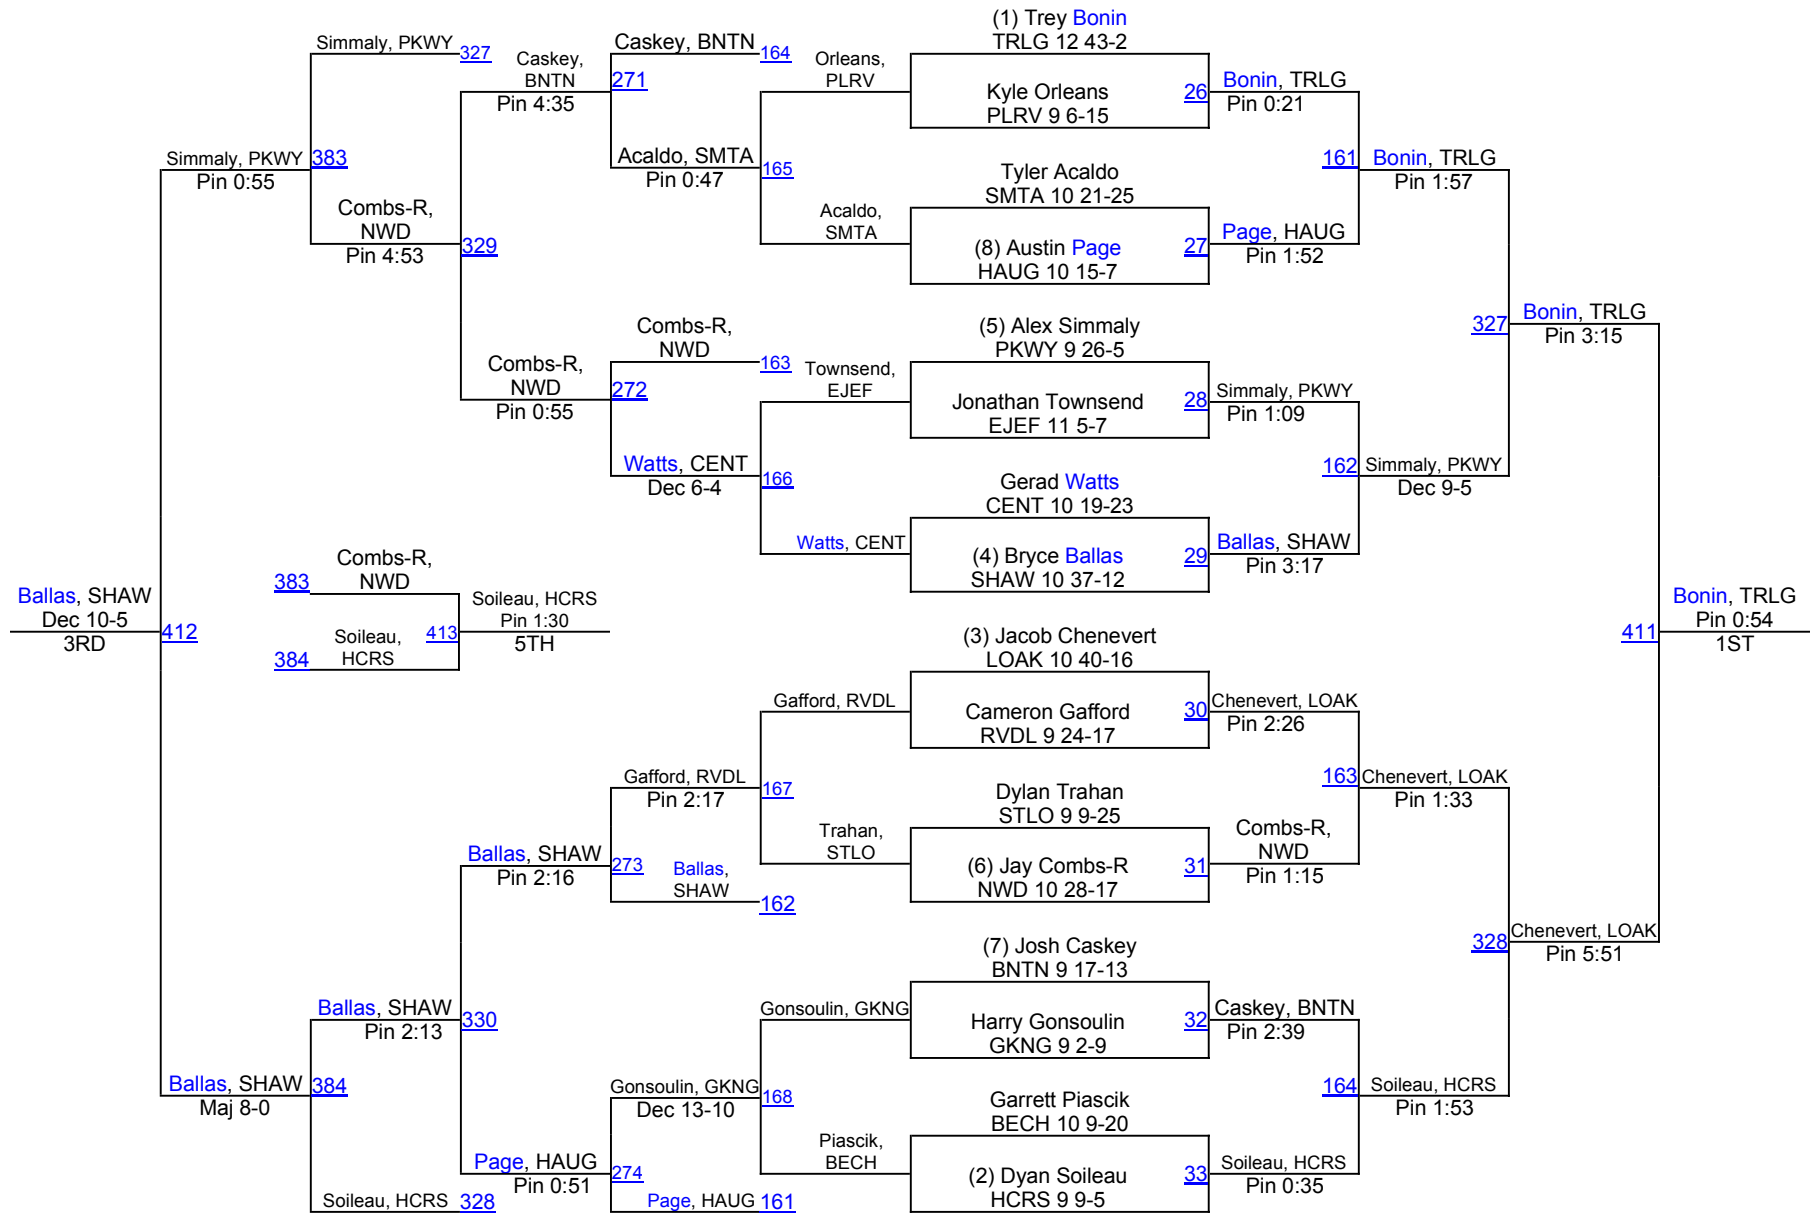 (1) Trey Bonin
TRLG 12 43-2
Simmaly, PKWY
327
Caskey,
BNTN
Pin 4:35
Caskey, BNTN
164
271
Orleans,
PLRV
Kyle Orleans
PLRV 9 6-15
26
Bonin, TRLG
Pin 0:21
Simmaly, PKWY
Pin 0:55
383
Acaldo, SMTA
Pin 0:47
165
Tyler Acaldo
SMTA 10 21-25
161
Bonin, TRLG
Pin 1:57
Combs-R,
NWD
Pin 4:53
329
Acaldo,
SMTA
(8) Austin Page
HAUG 10 15-7
27
Page, HAUG
Pin 1:52
Combs-R,
NWD
163
(5) Alex Simmaly
PKWY 9 26-5
327
Bonin, TRLG
Pin 3:15
Combs-R,
NWD
Pin 0:55
272
Townsend,
EJEF
Jonathan Townsend
EJEF 11 5-7
28
Simmaly, PKWY
Pin 1:09
Watts, CENT
Dec 6-4
166
Gerad Watts
CENT 10 19-23
162
Simmaly, PKWY
Dec 9-5
Watts, CENT
(4) Bryce Ballas
SHAW 10 37-12
29
Ballas, SHAW
Pin 3:17
Ballas, SHAW
Dec 10-5
3RD
412
383
Combs-R,
NWD
384
Soileau,
HCRS
413
Soileau, HCRS
Pin 1:30
5TH
411
Bonin, TRLG
Pin 0:54
1ST
(3) Jacob Chenevert
LOAK 10 40-16
Gafford, RVDL
Cameron Gafford
RVDL 9 24-17
30
Chenevert, LOAK
Pin 2:26
Gafford, RVDL
Pin 2:17
167
Dylan Trahan
STLO 9 9-25
163
Chenevert, LOAK
Pin 1:33
Ballas, SHAW
Pin 2:16
273
Ballas,
SHAW
162
Trahan,
STLO
(6) Jay Combs-R
NWD 10 28-17
31
Combs-R,
NWD
Pin 1:15
(7) Josh Caskey
BNTN 9 17-13
328
Chenevert, LOAK
Pin 5:51
Ballas, SHAW
Pin 2:13
330
Gonsoulin, GKNG
Harry Gonsoulin
GKNG 9 2-9
32
Caskey, BNTN
Pin 2:39
Ballas, SHAW
Maj 8-0
384
Gonsoulin, GKNG
Dec 13-10
168
Garrett Piascik
BECH 10 9-20
164
Soileau, HCRS
Pin 1:53
Page, HAUG
Pin 0:51
274
Piascik,
BECH
(2) Dyan Soileau
HCRS 9 9-5
33
Soileau, HCRS
Pin 0:35
Soileau, HCRS
328
Page, HAUG
161